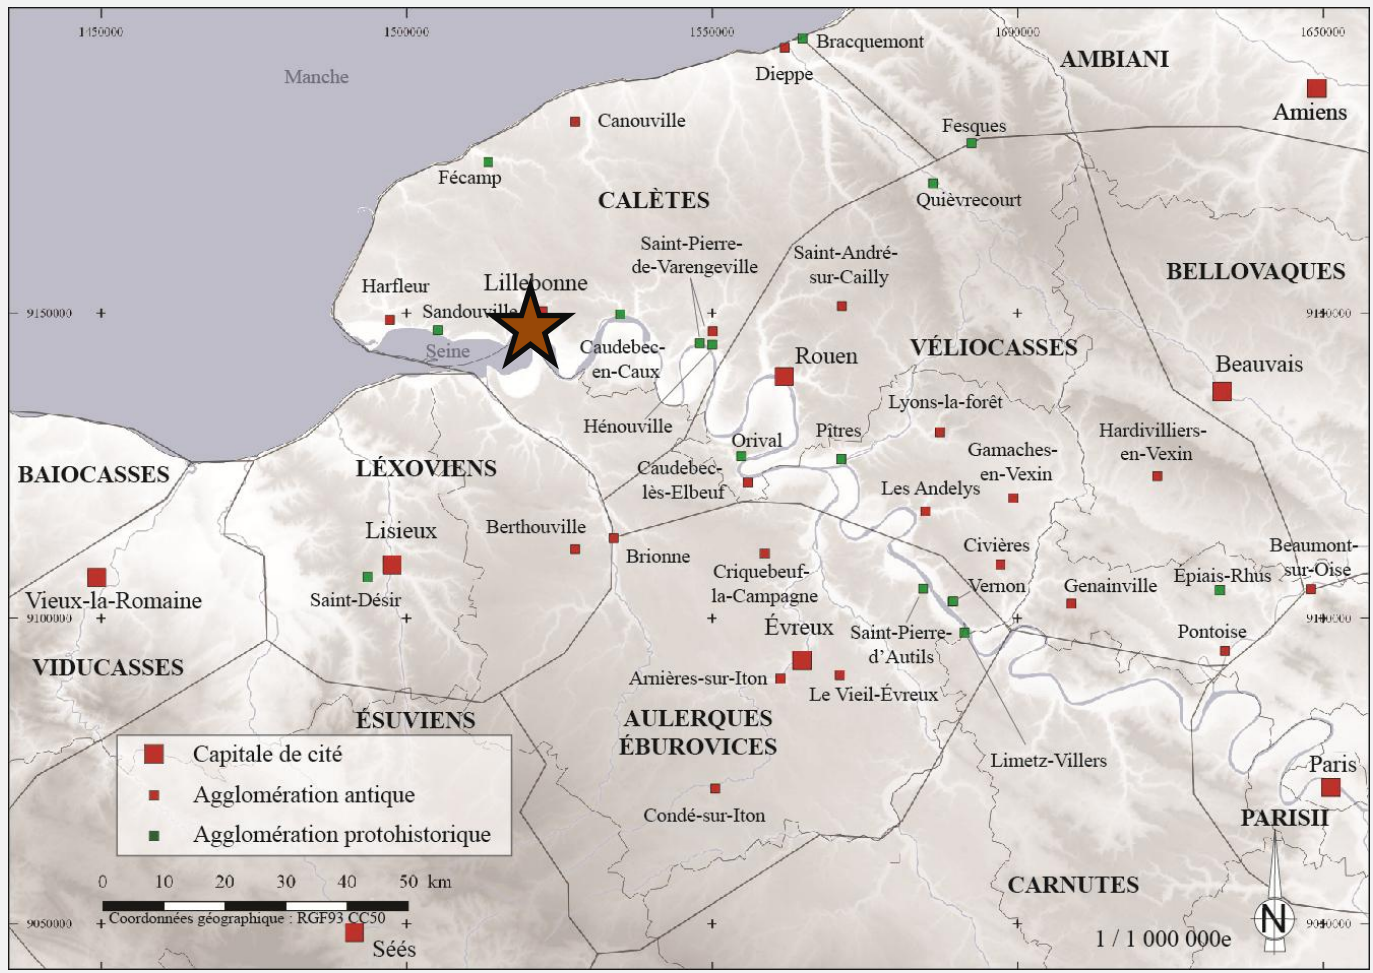 1450000
1500000
1550000
1690000
1650000
Bracquemont
Dieppe
AMBIANI
Manche
Amiens
Canouville
Fesques
Fécamp
Quièvrecourt
CALÈTES
Saint-Pierre-
de-Varengeville
Saint-André-
sur-Cailly
BELLOVAQUES
Harfleur
Lillebonne
Sandouville
9150000
Seine
Caudebec-
en-Caux
Rouen
VÉLIOCASSES
Beauvais
Lyons-la-forêt
Hénouville
Orival
Pîtres
Hardivilliers-
en-Vexin
Gamaches-
en-Vexin
BAIOCASSES
LÉXOVIENS
Caudebec-
lès-Elbeuf
Les Andelys
Lisieux
Berthouville
Brionne
Civières
Beaumont-
sur-Oise
Criquebeuf-
la-Campagne
Vernon
Genainville
Épiais-Rhus
Vieux-la-Romaine
Saint-Désir
9100000
Évreux
Saint-Pierre-
d'Autils
Pontoise
VIDUCASSES
Arnières-sur-Iton
Le Vieil-Évreux
ÉSUVIENS
AULERQUES
ÉBUROVICES
Limetz-Villers
Paris
Condé-sur-Iton
PARISII
CARNUTES
Capitale de cité
Agglomération antique
Agglomération protohistorique
0 10 20 30 40 50 km
Coordonnées géographique : RGF93 CC50
9050000
Séés
1 / 1 000 000e
N